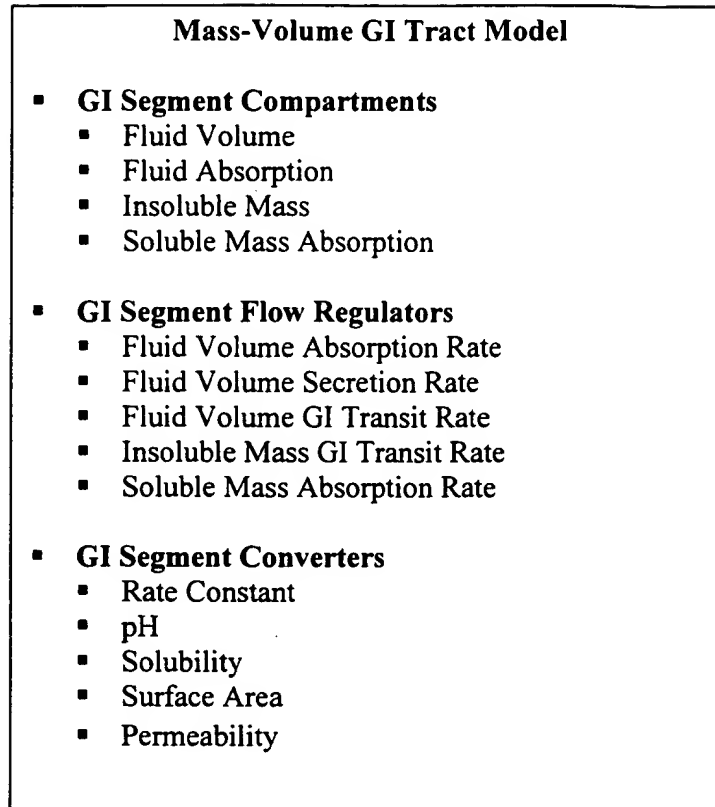 Mass-Volume GI Tract Model
▪ GI Segment Compartments
▪ Fluid Volume
▪ Fluid Absorption
▪ Insoluble Mass
▪ Soluble Mass Absorption
▪ GI Segment Flow Regulators
▪ Fluid Volume Absorption Rate
▪ Fluid Volume Secretion Rate
▪ Fluid Volume GI Transit Rate
▪ Insoluble Mass GI Transit Rate
▪ Soluble Mass Absorption Rate
▪ GI Segment Converters
▪ Rate Constant
▪ pH
▪ Solubility
▪ Surface Area
▪ Permeability